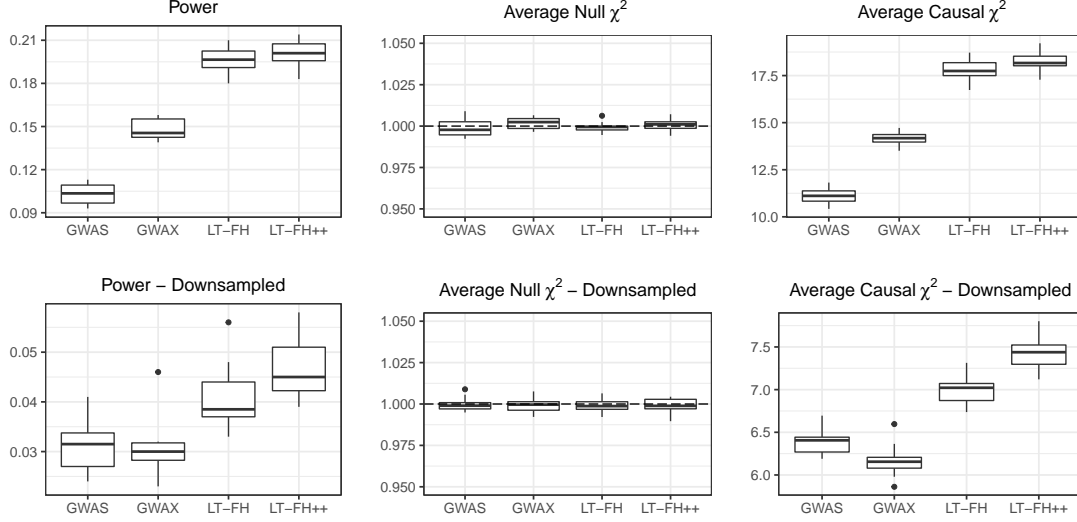 Power
0.21
0.18
0.15
0.12
0.09
GWAS GWAX LT−FH LT−FH++
Average Null χ²
1.050
1.025
1.000
0.975
0.950
GWAS GWAX LT−FH LT−FH++
Average Causal χ²
17.5
15.0
12.5
10.0
GWAS GWAX LT−FH LT−FH++
Power − Downsampled
0.05
0.04
0.03
GWAS GWAX LT−FH LT−FH++
Average Null χ² − Downsampled
1.050
1.025
1.000
0.975
0.950
GWAS GWAX LT−FH LT−FH++
Average Causal χ² − Downsampled
7.5
7.0
6.5
6.0
GWAS GWAX LT−FH LT−FH++